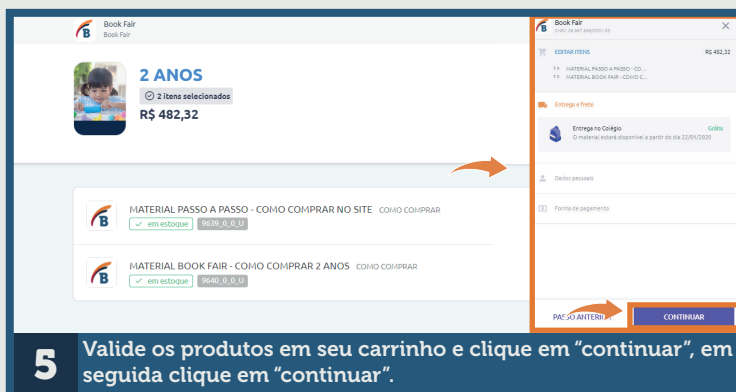 Book Fair
Book Fair
2 ANOS
2 itens selecionados
R$ 482,32
MATERIAL PASSO A PASSO - COMO COMPRAR NO SITE COMO COMPRAR
em estoque 9639_0_0_U
MATERIAL BOOK FAIR - COMO COMPRAR 2 ANOS COMO COMPRAR
em estoque 9640_0_0_U
Book Fair
EDITAR ITENS R$ 482,32
1 x MATERIAL PASSO A PASSO - CO...
1 x MATERIAL BOOK FAIR - COMO C...
Entrega e frete
Entrega no Colégio Grátis
O material estará disponível a partir do dia 22/01/2020
Dados pessoais
Forma de pagamento
PASSO ANTERIOR CONTINUAR
5 Valide os produtos em seu carrinho e clique em “continuar”, em
seguida clique em “continuar”.